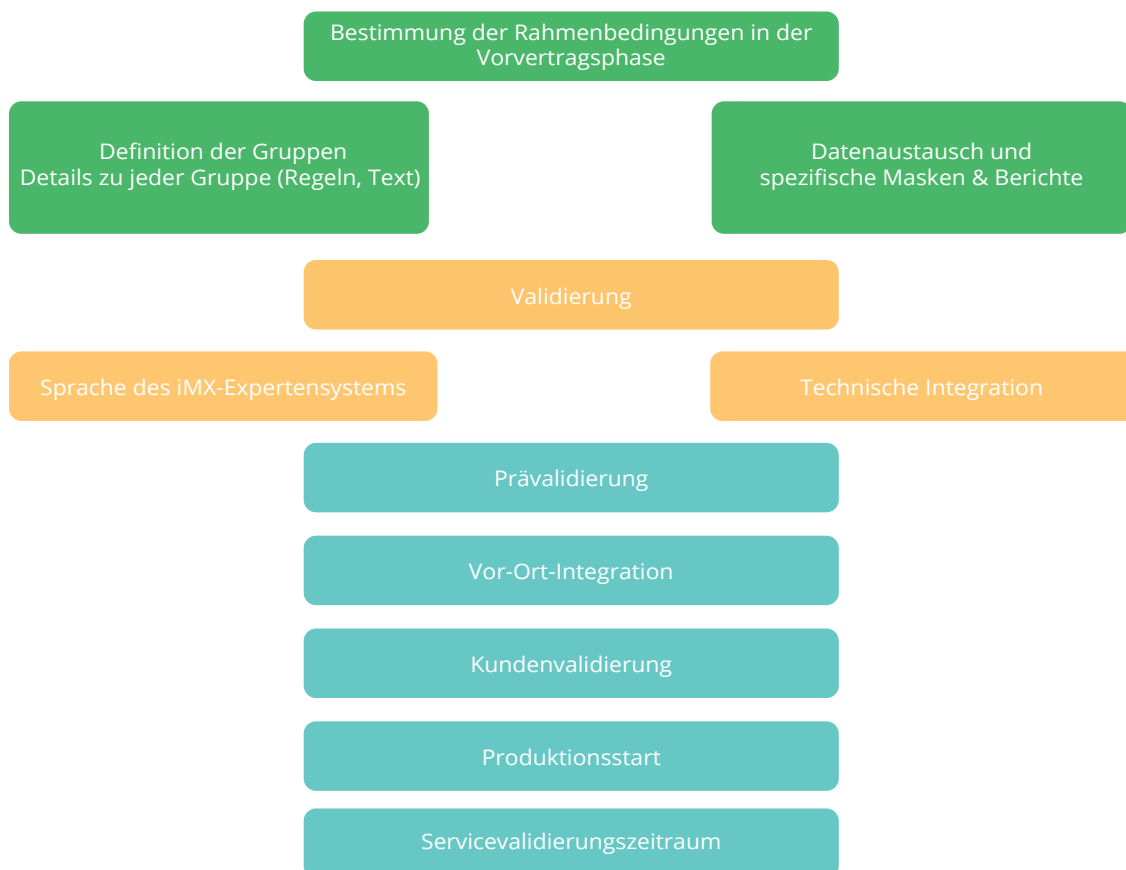 Bestimmung der Rahmenbedingungen in der
Vorvertragsphase
Definition der Gruppen
Details zu jeder Gruppe (Regeln, Text)
Datenaustausch und
spezifische Masken & Berichte
Validierung
Sprache des iMX-Expertensystems
Technische Integration
Prävalidierung
Vor-Ort-Integration
Kundenvalidierung
Produktionsstart
Servicevalidierungszeitraum